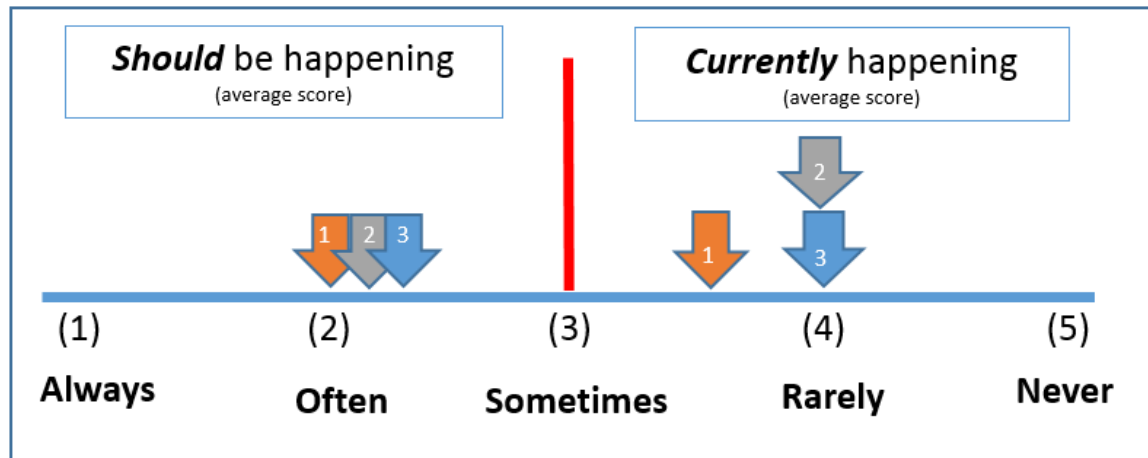 Should be happening
(average score)
Currently happening
(average score)
2
1 2 3
1 3
(1) (2) (3) (4) (5)
Always Often Sometimes Rarely Never